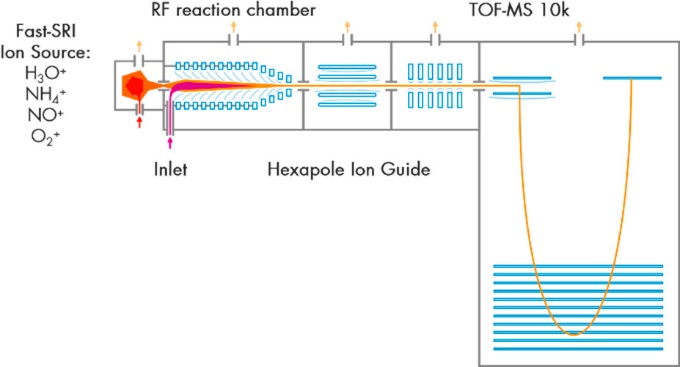 RF reaction chamber
TOF-MS 10k
Fast-SRI
Ion Source:
H₃O⁺
NH₄⁺
NO⁺
O₂⁺
Inlet
Hexapole Ion Guide